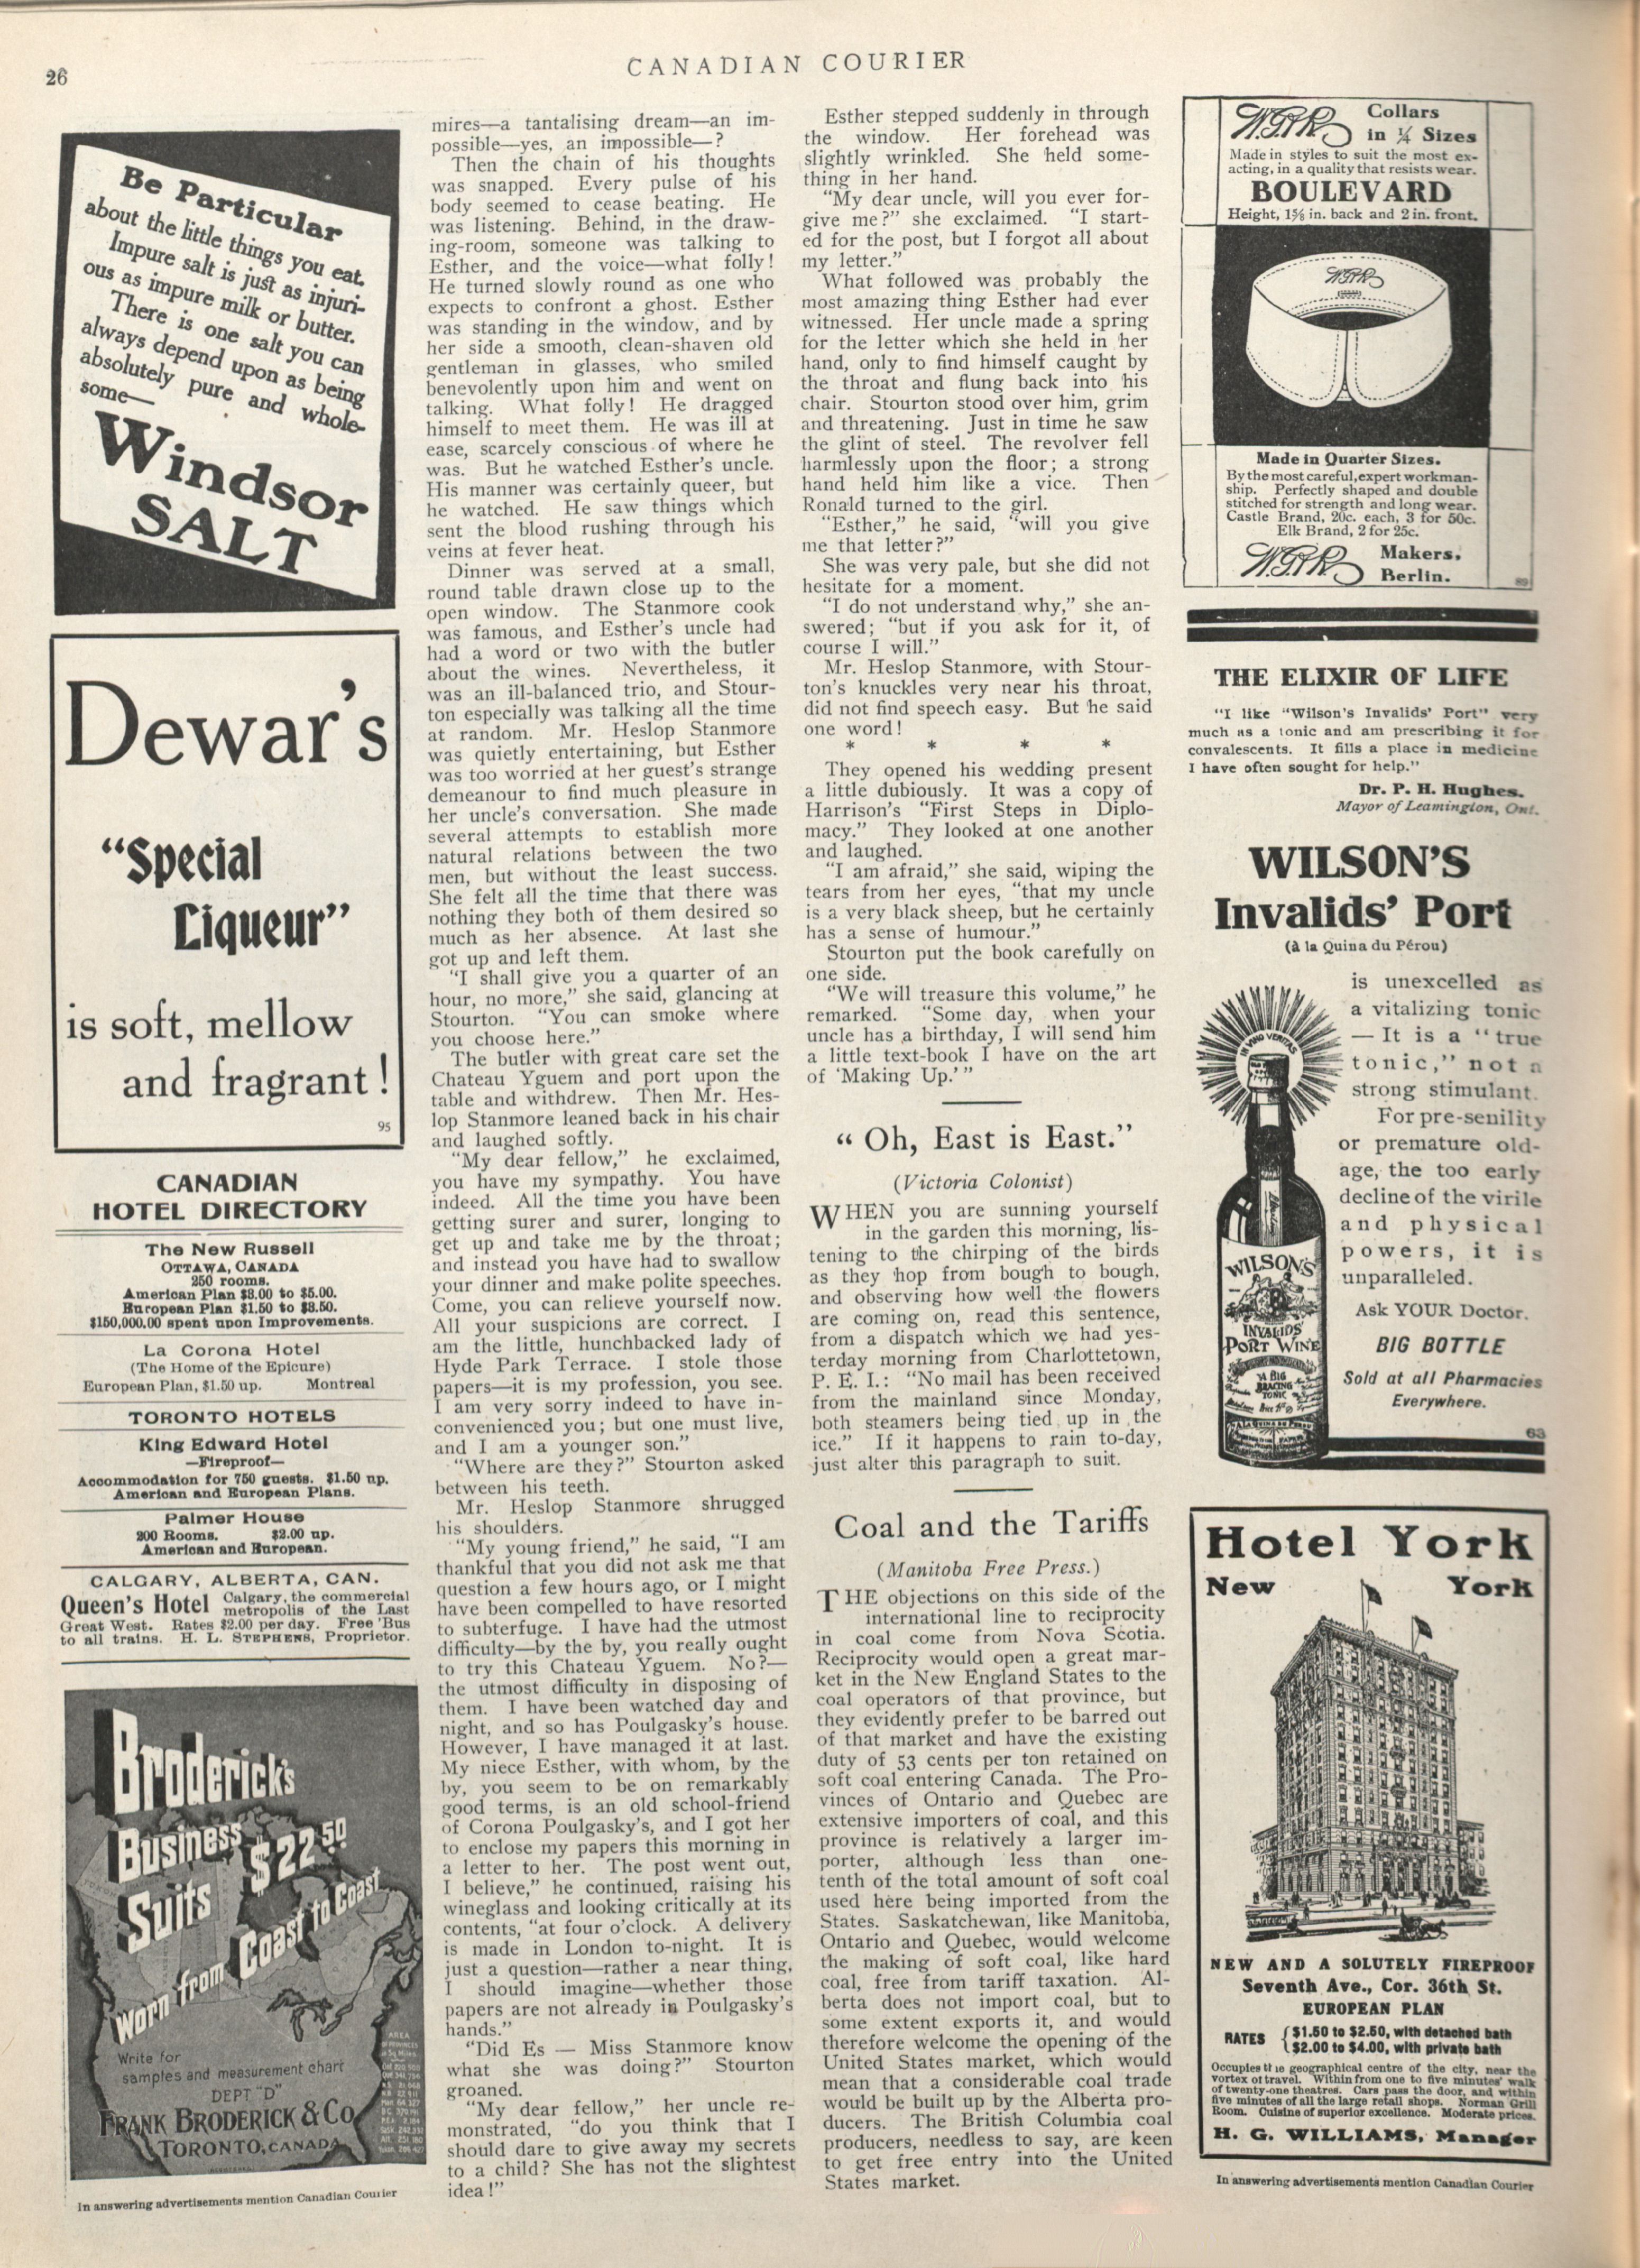 26
CANADIAN COURIER
Be Particular
about the little things you eat.
Impure salt is just as injuri-
ous as impure milk or butter.
There is one salt you can
always depend upon as being
absolutely pure and whole-
some—
Windsor
SALT
Dewar's
"Special
Liqueur"
is soft, mellow
and fragrant!
95
CANADIAN
HOTEL DIRECTORY
The New Russell
OTTAWA, CANADA
250 rooms.
American Plan $3.00 to $5.00.
European Plan $1.50 to $3.50.
$150,000.00 spent upon Improvements.
La Corona Hotel
(The Home of the Epicure)
European Plan, $1.50 up. Montreal
TORONTO HOTELS
King Edward Hotel
—Fireproof—
Accommodation for 750 guests. $1.50 up.
American and European Plans.
Palmer House
200 Rooms. $2.00 up.
American and European.
CALGARY, ALBERTA, CAN.
Queen's Hotel Calgary, the commercial
metropolis of the Last
Great West. Rates $2.00 per day. Free 'Bus
to all trains. H. L. STEPHENS, Proprietor.
Broderick's
Business
Suits
$22.50
Worn from Coast to Coast
Write for
samples and measurement chart
DEPT "D"
FRANK BRODERICK & Co
TORONTO, CANADA
In answering advertisements mention Canadian Courier
mires—a tantalising dream—an im-
possible—yes, an impossible—?
Then the chain of his thoughts
was snapped. Every pulse of his
body seemed to cease beating. He
was listening. Behind, in the draw-
ing-room, someone was talking to
Esther, and the voice—what folly!
He turned slowly round as one who
expects to confront a ghost. Esther
was standing in the window, and by
her side a smooth, clean-shaven old
gentleman in glasses, who smiled
benevolently upon him and went on
talking. What folly! He dragged
himself to meet them. He was ill at
ease, scarcely conscious of where he
was. But he watched Esther's uncle.
His manner was certainly queer, but
he watched. He saw things which
sent the blood rushing through his
veins at fever heat.
Dinner was served at a small,
round table drawn close up to the
open window. The Stanmore cook
was famous, and Esther's uncle had
had a word or two with the butler
about the wines. Nevertheless, it
was an ill-balanced trio, and Stour-
ton especially was talking all the time
at random. Mr. Heslop Stanmore
was quietly entertaining, but Esther
was too worried at her guest's strange
demeanour to find much pleasure in
her uncle's conversation. She made
several attempts to establish more
natural relations between the two
men, but without the least success.
She felt all the time that there was
nothing they both of them desired so
much as her absence. At last she
got up and left them.
"I shall give you a quarter of an
hour, no more," she said, glancing at
Stourton. "You can smoke where
you choose here."
The butler with great care set the
Chateau Yguem and port upon the
table and withdrew. Then Mr. Hes-
lop Stanmore leaned back in his chair
and laughed softly.
"My dear fellow," he exclaimed,
you have my sympathy. You have
indeed. All the time you have been
getting surer and surer, longing to
get up and take me by the throat;
and instead you have had to swallow
your dinner and make polite speeches.
Come, you can relieve yourself now.
All your suspicions are correct. I
am the little, hunchbacked lady of
Hyde Park Terrace. I stole those
papers—it is my profession, you see.
I am very sorry indeed to have in-
convenienced you; but one must live,
and I am a younger son."
"Where are they?" Stourton asked
between his teeth.
Mr. Heslop Stanmore shrugged
his shoulders.
"My young friend," he said, "I am
thankful that you did not ask me that
question a few hours ago, or I might
have been compelled to have resorted
to subterfuge. I have had the utmost
difficulty—by the by, you really ought
to try this Chateau Yguem. No?—
the utmost difficulty in disposing of
them. I have been watched day and
night, and so has Poulgasky's house.
However, I have managed it at last.
My niece Esther, with whom, by the
by, you seem to be on remarkably
good terms, is an old school-friend
of Corona Poulgasky's, and I got her
to enclose my papers this morning in
a letter to her. The post went out,
I believe," he continued, raising his
wineglass and looking critically at its
contents, "at four o'clock. A delivery
is made in London to-night. It is
just a question—rather a near thing,
I should imagine—whether those
papers are not already in Poulgasky's
hands."
"Did Es — Miss Stanmore know
what she was doing?" Stourton
groaned.
"My dear fellow," her uncle re-
monstrated, "do you think that I
should dare to give away my secrets
to a child? She has not the slightest
idea!"
Esther stepped suddenly in through
the window. Her forehead was
slightly wrinkled. She held some-
thing in her hand.
"My dear uncle, will you ever for-
give me?" she exclaimed. "I start-
ed for the post, but I forgot all about
my letter."
What followed was probably the
most amazing thing Esther had ever
witnessed. Her uncle made a spring
for the letter which she held in her
hand, only to find himself caught by
the throat and flung back into his
chair. Stourton stood over him, grim
and threatening. Just in time he saw
the glint of steel. The revolver fell
harmlessly upon the floor; a strong
hand held him like a vice. Then
Ronald turned to the girl.
"Esther," he said, "will you give
me that letter?"
She was very pale, but she did not
hesitate for a moment.
"I do not understand why," she an-
swered; "but if you ask for it, of
course I will."
Mr. Heslop Stanmore, with Stour-
ton's knuckles very near his throat,
did not find speech easy. But he said
one word!
* * * *
They opened his wedding present
a little dubiously. It was a copy of
Harrison's "First Steps in Diplo-
macy." They looked at one another
and laughed.
"I am afraid," she said, wiping the
tears from her eyes, "that my uncle
is a very black sheep, but he certainly
has a sense of humour."
Stourton put the book carefully on
one side.
"We will treasure this volume," he
remarked. "Some day, when your
uncle has a birthday, I will send him
a little text-book I have on the art
of 'Making Up.'"
"Oh, East is East."
(Victoria Colonist)
WHEN you are sunning yourself
in the garden this morning, lis-
tening to the chirping of the birds
as they hop from bough to bough,
and observing how well the flowers
are coming on, read this sentence,
from a dispatch which we had yes-
terday morning from Charlottetown,
P. E. I.: "No mail has been received
from the mainland since Monday,
both steamers being tied up in the
ice." If it happens to rain to-day,
just alter this paragraph to suit.
Coal and the Tariffs
(Manitoba Free Press.)
THE objections on this side of the
international line to reciprocity
in coal come from Nova Scotia.
Reciprocity would open a great mar-
ket in the New England States to the
coal operators of that province, but
they evidently prefer to be barred out
of that market and have the existing
duty of 53 cents per ton retained on
soft coal entering Canada. The Pro-
vinces of Ontario and Quebec are
extensive importers of coal, and this
province is relatively a larger im-
porter, although less than one-
tenth of the total amount of soft coal
used here being imported from the
States. Saskatchewan, like Manitoba,
Ontario and Quebec, would welcome
the making of soft coal, like hard
coal, free from tariff taxation. Al-
berta does not import coal, but to
some extent exports it, and would
therefore welcome the opening of the
United States market, which would
mean that a considerable coal trade
would be built up by the Alberta pro-
ducers. The British Columbia coal
producers, needless to say, are keen
to get free entry into the United
States market.
W.G.&R. Collars
in ¼ Sizes
Made in styles to suit the most ex-
acting, in a quality that resists wear.
BOULEVARD
Height, 1⅝ in. back and 2 in. front.
W.G.&R.
Made in Quarter Sizes.
By the most careful, expert workman-
ship. Perfectly shaped and double
stitched for strength and long wear.
Castle Brand, 20c. each, 3 for 50c.
Elk Brand, 2 for 25c.
W.G.&R. Makers,
Berlin.
89
THE ELIXIR OF LIFE
"I like "Wilson's Invalids' Port" very
much as a tonic and am prescribing it for
convalescents. It fills a place in medicine
I have often sought for help."
Dr. P. H. Hughes.
Mayor of Leamington, Ont.
WILSON'S
Invalids' Port
(à la Quina du Pérou)
is unexcelled as
a vitalizing tonic
— It is a "true
tonic," not a
strong stimulant.
For pre-senility
or premature old-
age, the too early
decline of the virile
and physical
powers, it is
unparalleled.
Ask YOUR Doctor.
BIG BOTTLE
Sold at all Pharmacies
Everywhere.
63
IN VINO VERITAS
WILSON'S
INVALIDS'
PORT WINE
A BIG
BRACING
TONIC
Hotel York
New York
NEW AND A SOLUTELY FIREPROOF
Seventh Ave., Cor. 36th St.
EUROPEAN PLAN
RATES { $1.50 to $2.50, with detached bath
$2.00 to $4.00, with private bath
Occupies the geographical centre of the city, near the
vortex of travel. Within from one to five minutes' walk
of twenty-one theatres. Cars pass the door, and within
five minutes of all the large retail shops. Norman Grill
Room. Cuisine of superior excellence. Moderate prices.
H. G. WILLIAMS, Manager
In answering advertisements mention Canadian Courier